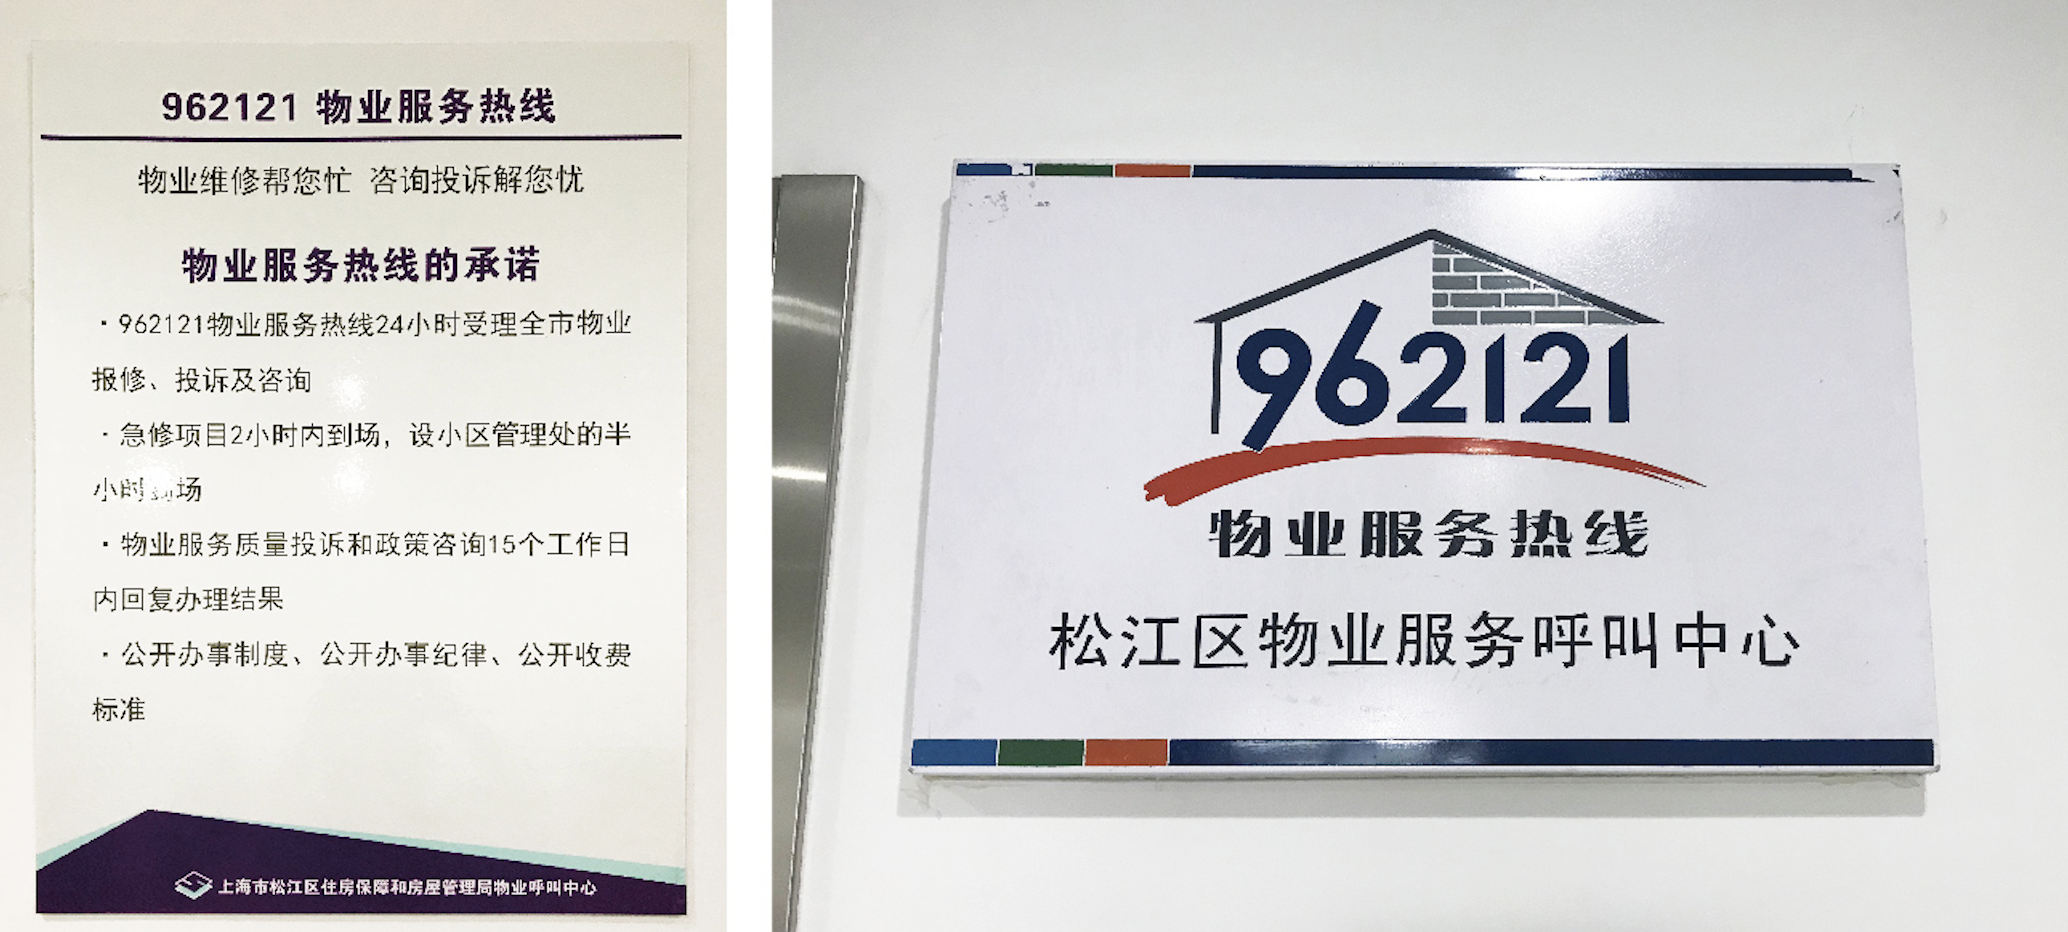 962121 物业服务热线
物业维修帮您忙 咨询投诉解您忧
物业服务热线的承诺
·962121物业服务热线24小时受理全市物业
报修、投诉及咨询
·急修项目2小时内到场，设小区管理处的半
小时到场
·物业服务质量投诉和政策咨询15个工作日
内回复办理结果
·公开办事制度、公开办事纪律、公开收费
标准
上海市松江区住房保障和房屋管理局物业呼叫中心
962121
物业服务热线
松江区物业服务呼叫中心